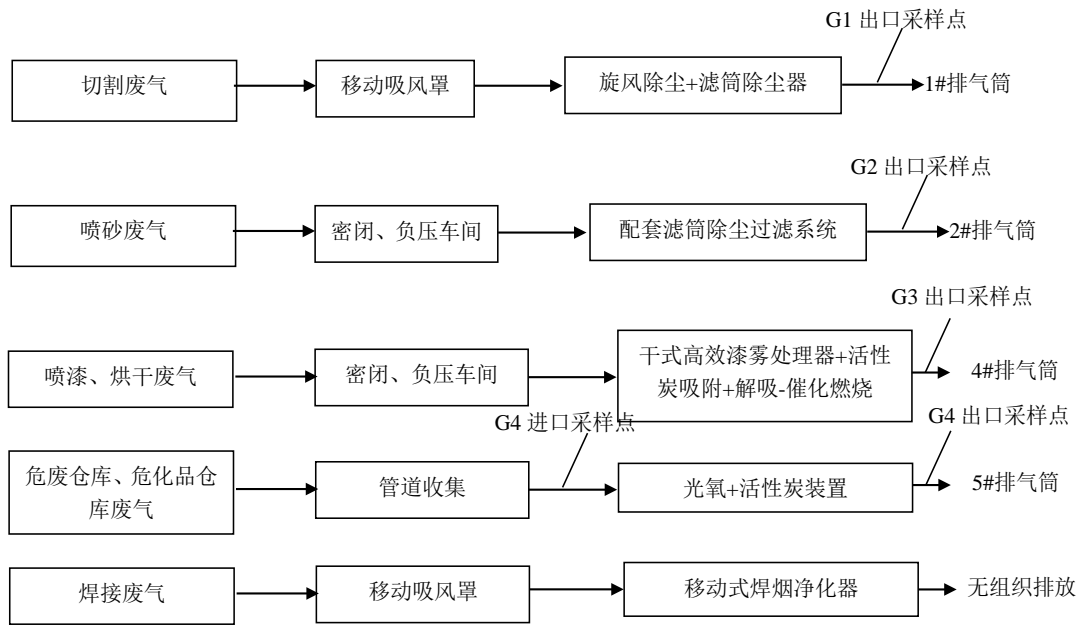 G1 出口采样点
切割废气
移动吸风罩
旋风除尘+滤筒除尘器
1#排气筒
G2 出口采样点
喷砂废气
密闭、负压车间
配套滤筒除尘过滤系统
2#排气筒
G3 出口采样点
喷漆、烘干废气
密闭、负压车间
干式高效漆雾处理器+活性
炭吸附+解吸-催化燃烧
4#排气筒
G4 进口采样点
G4 出口采样点
危废仓库、危化品仓
库废气
管道收集
光氧+活性炭装置
5#排气筒
焊接废气
移动吸风罩
移动式焊烟净化器
无组织排放